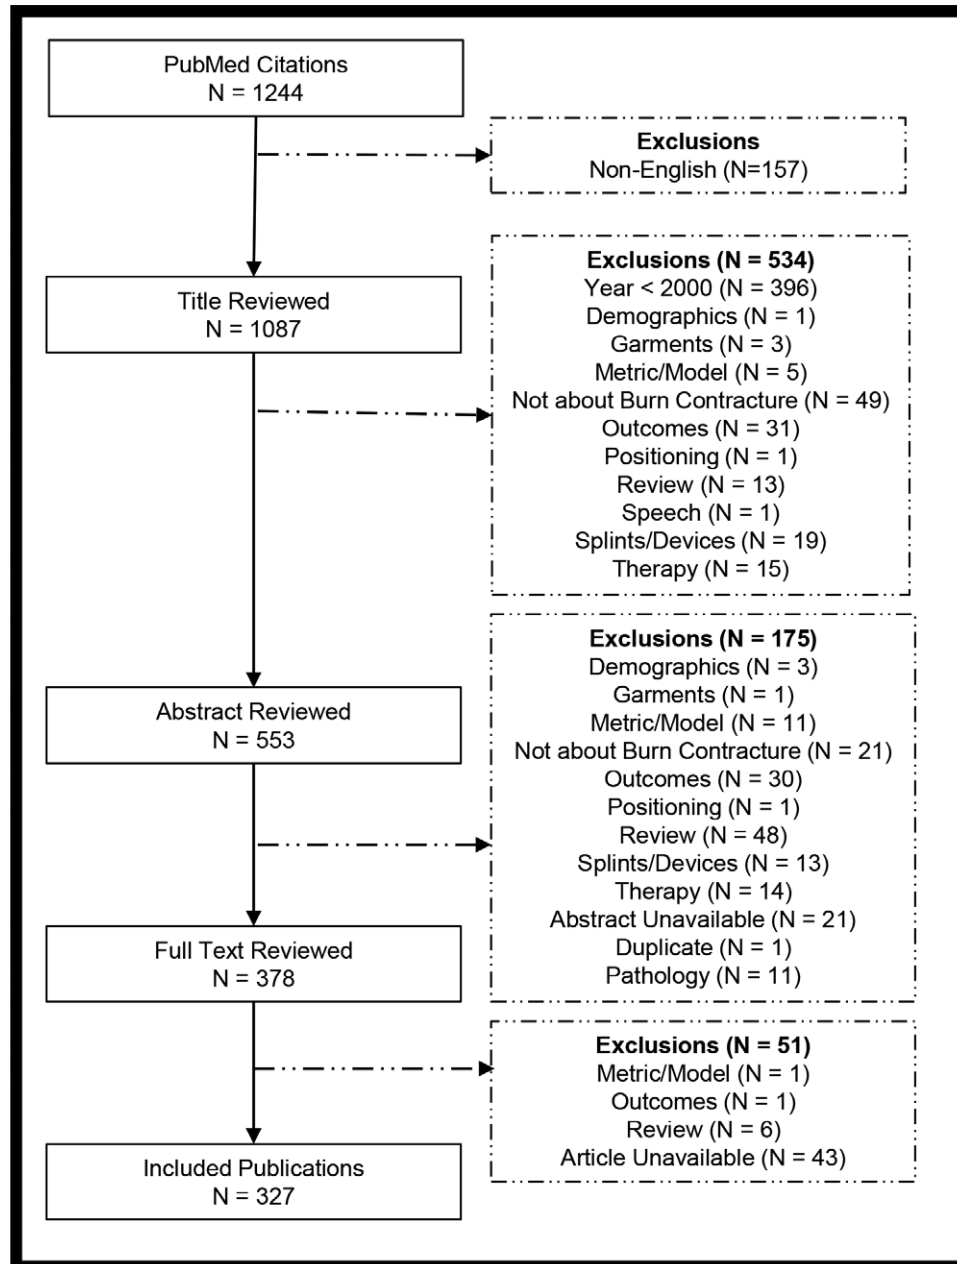 PubMed Citations
N = 1244
Exclusions
Non-English (N=157)
Title Reviewed
N = 1087
Exclusions (N = 534)
Year < 2000 (N = 396)
Demographics (N = 1)
Garments (N = 3)
Metric/Model (N = 5)
Not about Burn Contracture (N = 49)
Outcomes (N = 31)
Positioning (N = 1)
Review (N = 13)
Speech (N = 1)
Splints/Devices (N = 19)
Therapy (N = 15)
Abstract Reviewed
N = 553
Exclusions (N = 175)
Demographics (N = 3)
Garments (N = 1)
Metric/Model (N = 11)
Not about Burn Contracture (N = 21)
Outcomes (N = 30)
Positioning (N = 1)
Review (N = 48)
Splints/Devices (N = 13)
Therapy (N = 14)
Abstract Unavailable (N = 21)
Duplicate (N = 1)
Pathology (N = 11)
Full Text Reviewed
N = 378
Exclusions (N = 51)
Metric/Model (N = 1)
Outcomes (N = 1)
Review (N = 6)
Article Unavailable (N = 43)
Included Publications
N = 327